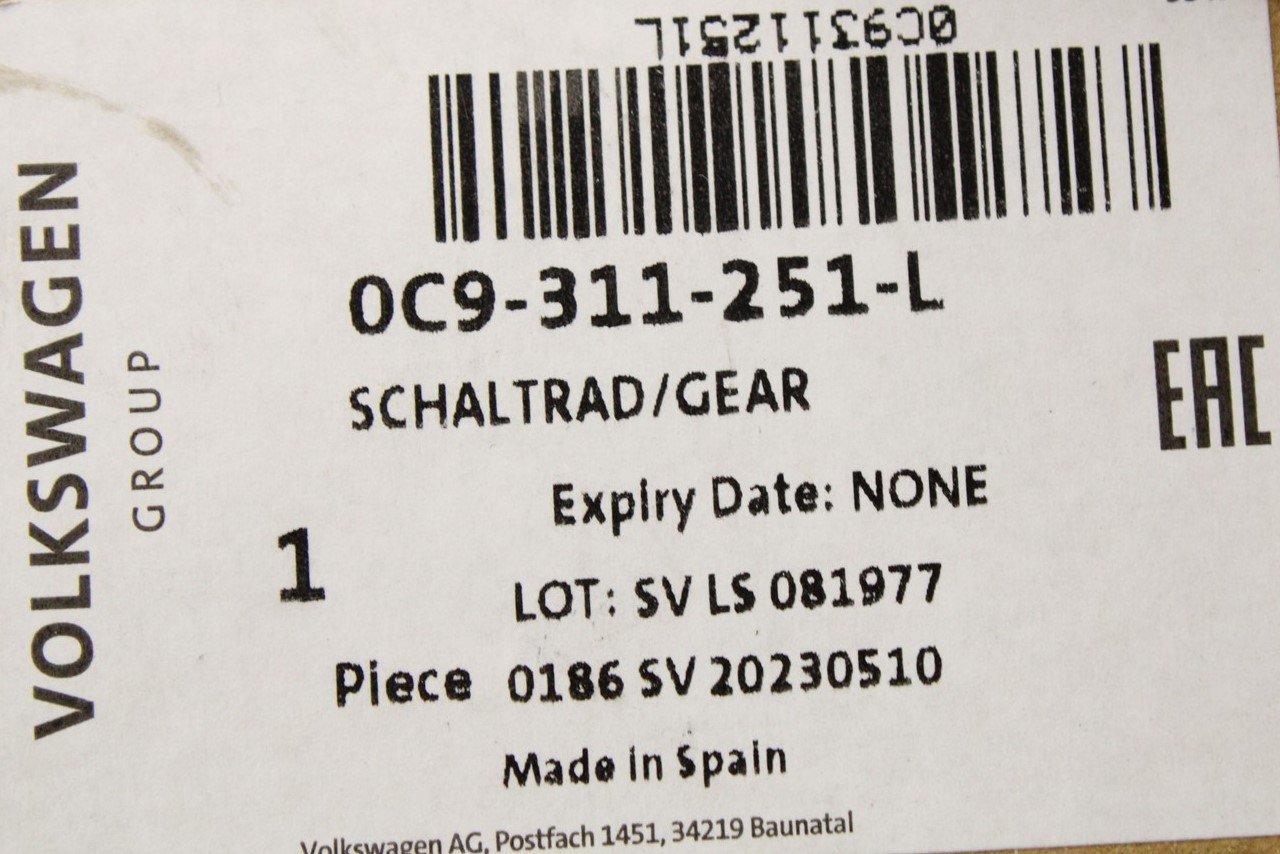 0C9311251L
0C9-311-251-L
SCHALTRAD/GEAR
EAC
Expiry Date: NONE
1
LOT: SV LS 081977
Piece 0186 SV 20230510
Made in Spain
Volkswagen AG, Postfach 1451, 34219 Baunatal
VOLKSWAGEN
GROUP